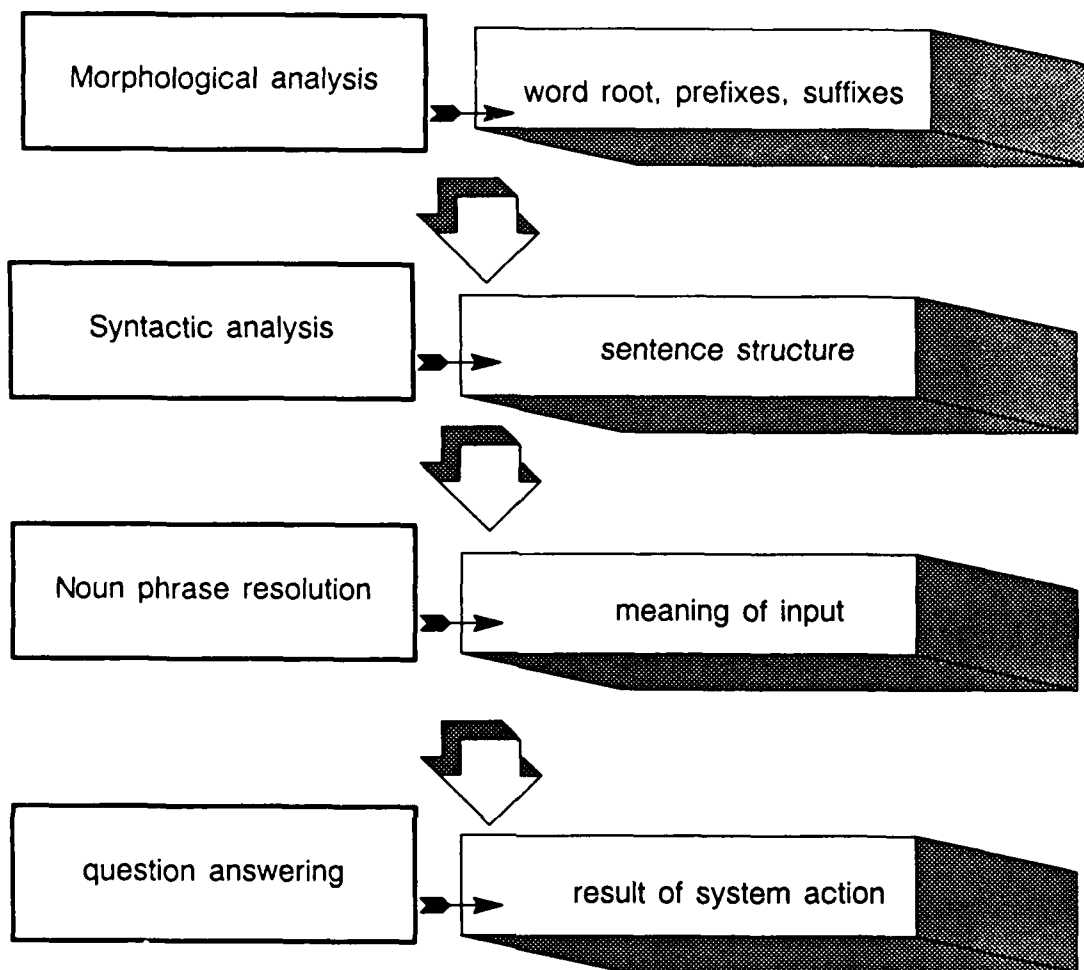 Morphological analysis
word root, prefixes, suffixes
Syntactic analysis
sentence structure
Noun phrase resolution
meaning of input
question answering
result of system action